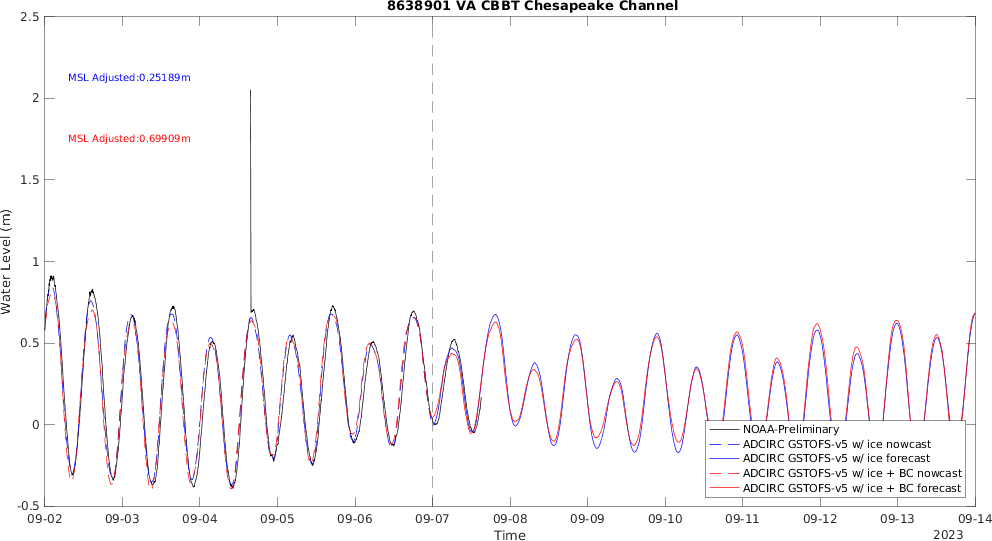 8638901 VA CBBT Chesapeake Channel
2.5
MSL Adjusted:0.25189m
2
MSL Adjusted:0.69909m
1.5
1
Water Level (m)
0.5
0
-0.5
NOAA-Preliminary
ADCIRC GSTOFS-v5 w/ ice nowcast
ADCIRC GSTOFS-v5 w/ ice forecast
ADCIRC GSTOFS-v5 w/ ice + BC nowcast
ADCIRC GSTOFS-v5 w/ ice + BC forecast
09-02 09-03 09-04 09-05 09-06 09-07 09-08 09-09 09-10 09-11 09-12 09-13 09-14
Time
2023